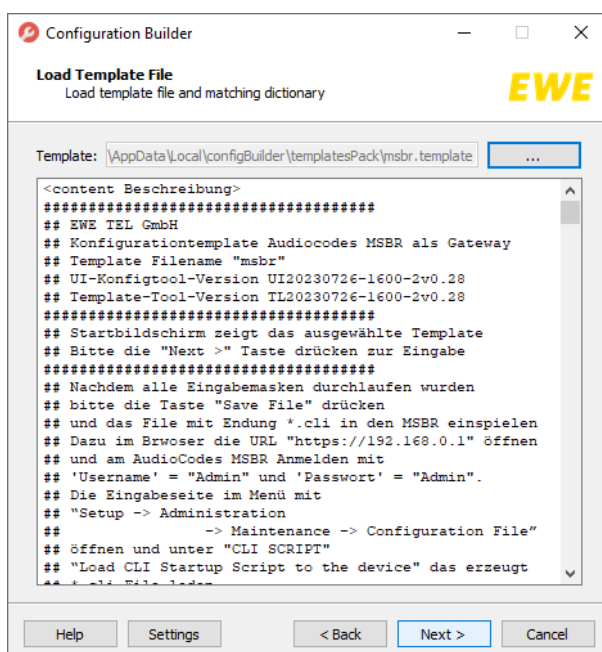 Configuration Builder
Load Template File
Load template file and matching dictionary
EWE
Template: \AppData\Local\configBuilder\templatesPack\msbr.template ...
<content Beschreibung>
#####################################
## EWE TEL GmbH
## Konfigurationtemplate Audiocodes MSBR als Gateway
## Template Filename "msbr"
## UI-Konfigtool-Version UI20230726-1600-2v0.28
## Template-Tool-Version TL20230726-1600-2v0.28
#####################################
## Startbildschirm zeigt das ausgewählte Template
## Bitte die "Next >" Taste drücken zur Eingabe
#####################################
## Nachdem alle Eingabemasken durchlaufen wurden
## bitte die Taste "Save File" drücken
## und das File mit Endung *.cli in den MSBR einspielen
## Dazu im Brwoser die URL "https://192.168.0.1" öffnen
## und am AudioCodes MSBR Anmelden mit
## 'Username' = "Admin" und 'Passwort' = "Admin".
## Die Eingabeseite im Menü mit
## “Setup -> Administration
## -> Maintenance -> Configuration File”
## öffnen und unter "CLI SCRIPT"
## “Load CLI Startup Script to the device" das erzeugt
## *.cli File laden
Help Settings < Back Next > Cancel